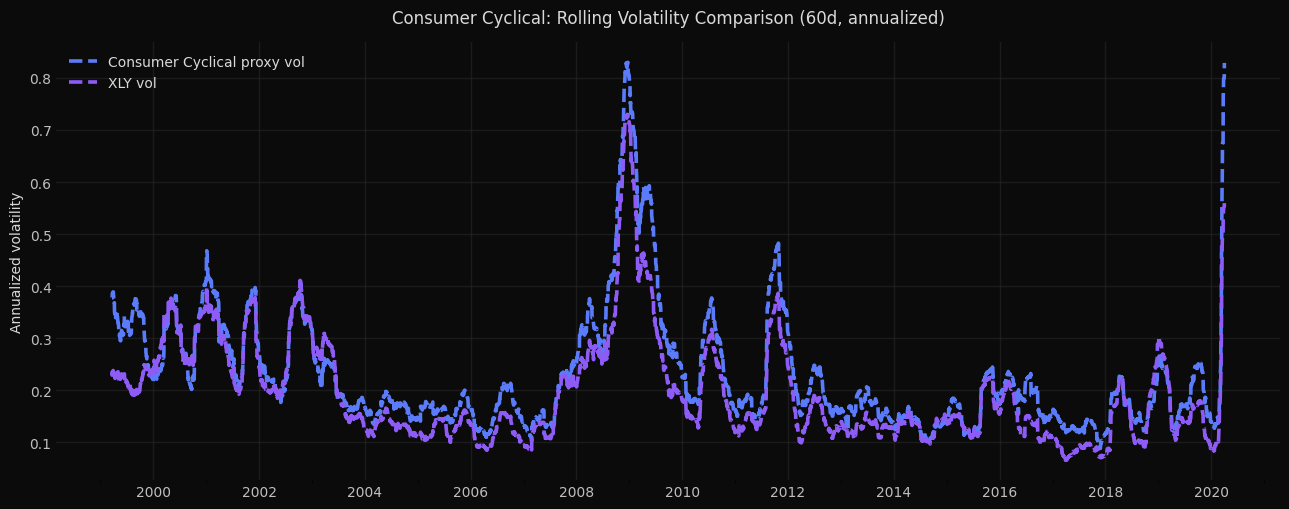 Consumer Cyclical: Rolling Volatility Comparison (60d, annualized)
Consumer Cyclical proxy vol
XLY vol
Annualized volatility
0.8
0.7
0.6
0.5
0.4
0.3
0.2
0.1
2000 2002 2004 2006 2008 2010 2012 2014 2016 2018 2020